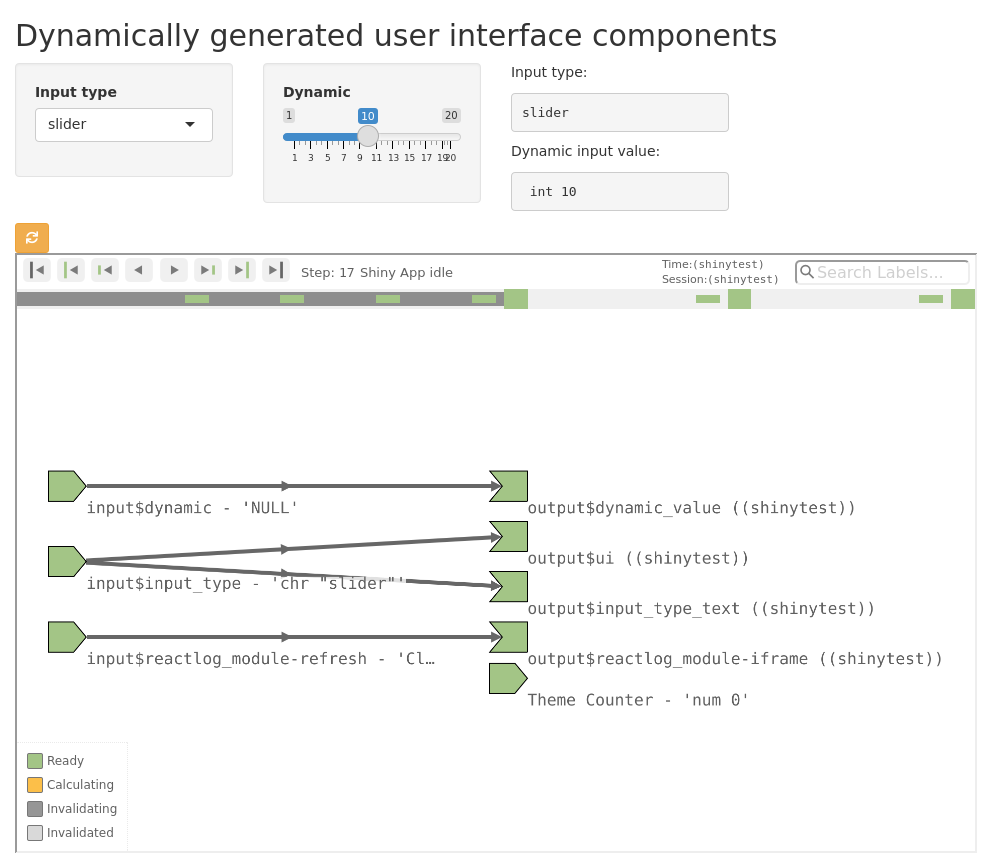 Dynamically generated user interface components
Input type
slider
Dynamic
1 10 20
1 3 5 7 9 11 13 15 17 19 20
Input type:
slider
Dynamic input value:
int 10
Step: 17 Shiny App idle
Time:(shinytest)
Session:(shinytest)
Search Labels...
input$dynamic - 'NULL'
output$dynamic_value ((shinytest))
output$ui ((shinytest))
input$input_type - 'chr "slider"'
output$input_type_text ((shinytest))
input$reactlog_module-refresh - 'Cl…
output$reactlog_module-iframe ((shinytest))
Theme Counter - 'num 0'
Ready
Calculating
Invalidating
Invalidated